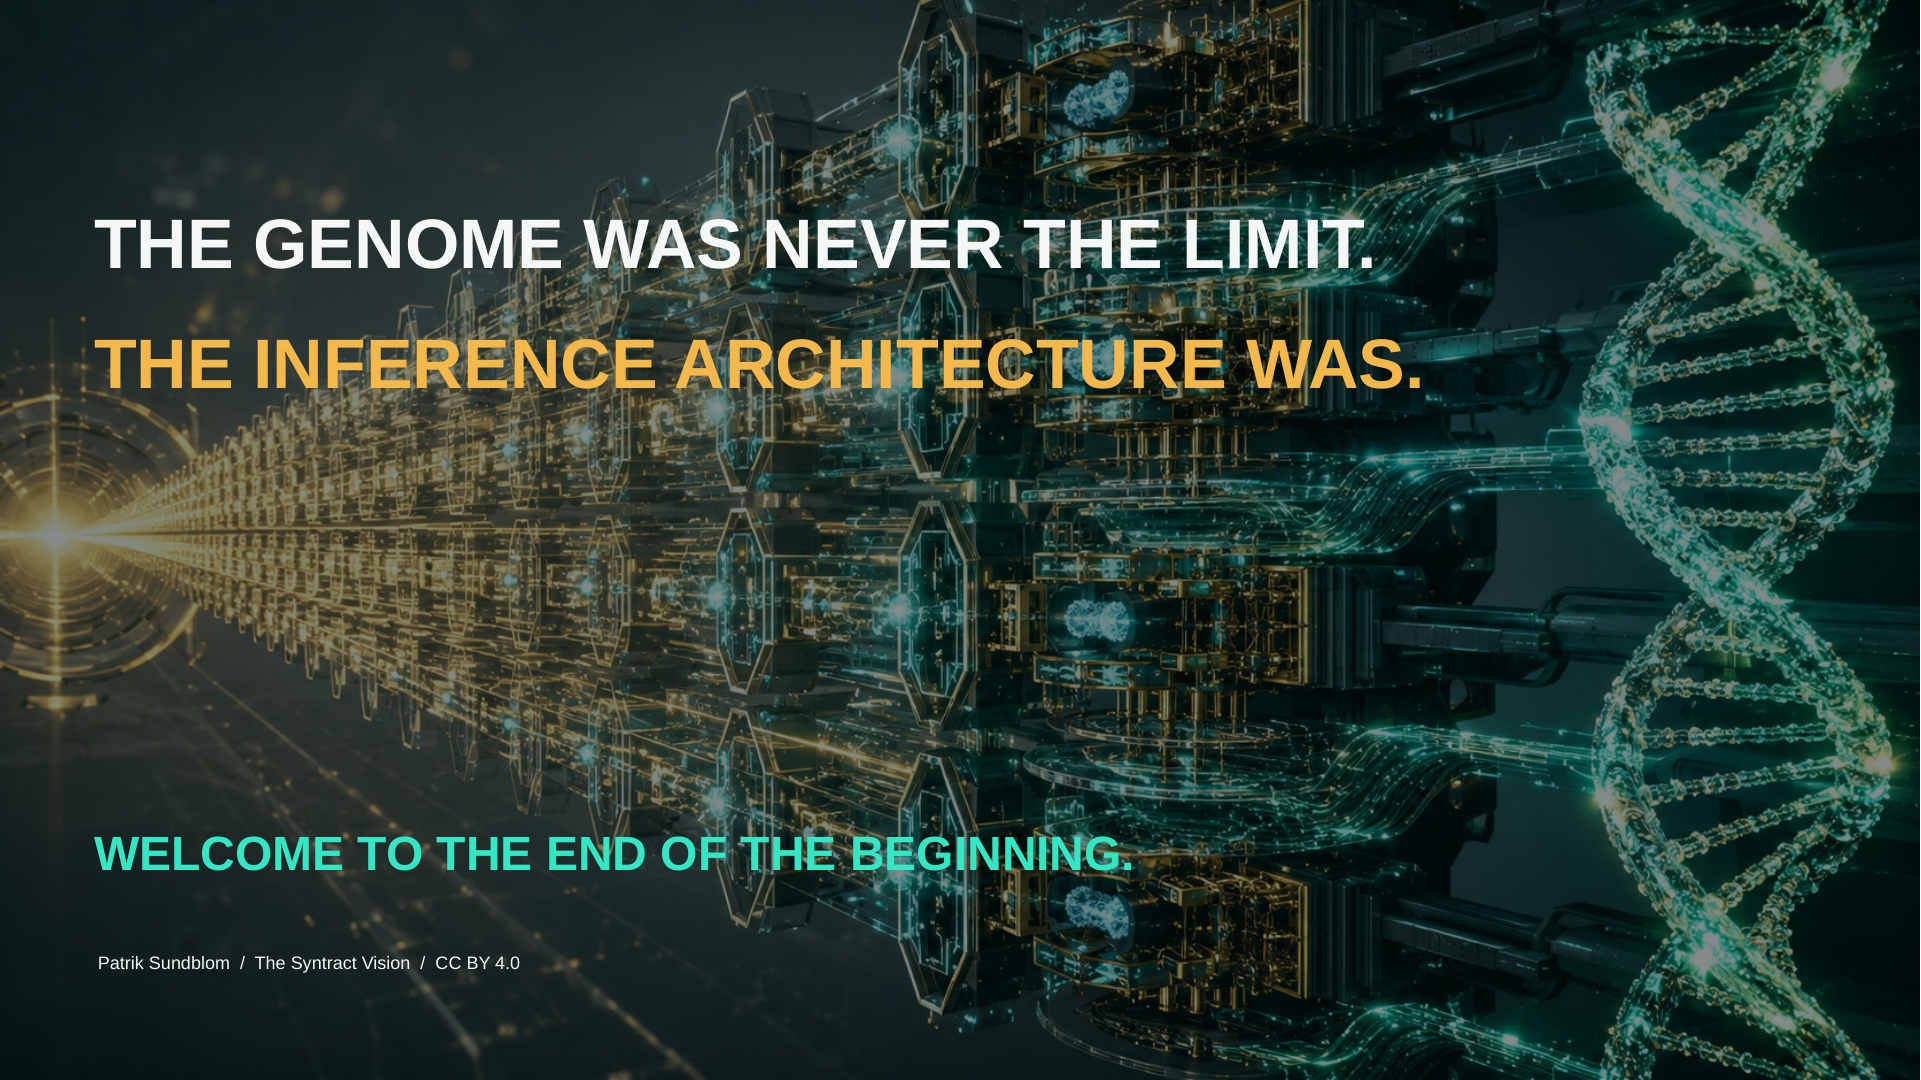 THE GENOME WAS NEVER THE LIMIT.
THE INFERENCE ARCHITECTURE WAS.
WELCOME TO THE END OF THE BEGINNING.
Patrik Sundblom / The Syntract Vision / CC BY 4.0